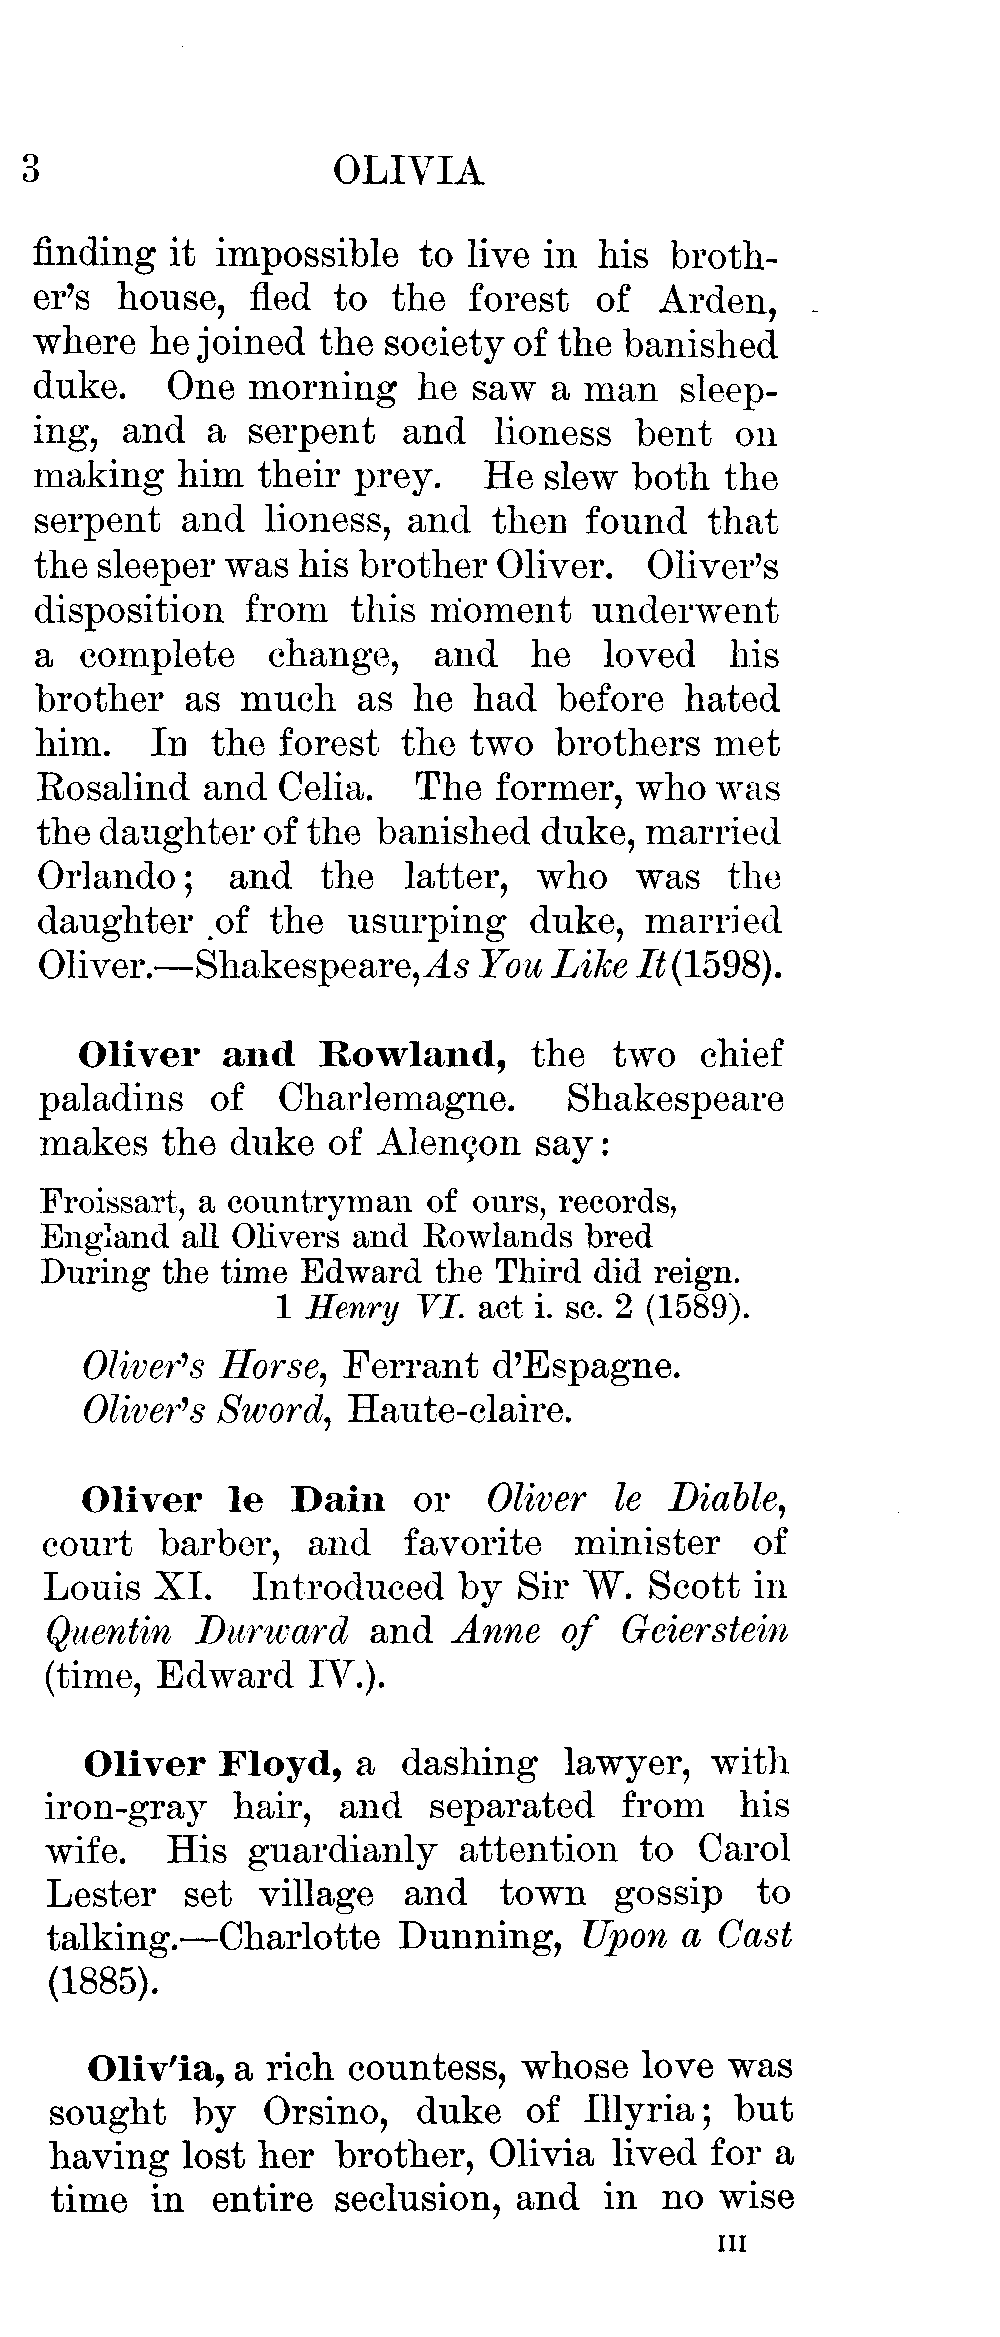 3 OLIVIA
finding it impossible to live in his broth-
er's house, fled to the forest of Arden,
where he joined the society of the banished
duke. One morning he saw a man sleep-
ing, and a serpent and lioness bent on
making him their prey. He slew both the
serpent and lioness, and then found that
the sleeper was his brother Oliver. Oliver's
disposition from this moment underwent
a complete change, and he loved his
brother as much as he had before hated
him. In the forest the two brothers met
Rosalind and Celia. The former, who was
the daughter of the banished duke, married
Orlando; and the latter, who was the
daughter of the usurping duke, married
Oliver.—Shakespeare, As You Like It (1598).
Oliver and Rowland, the two chief
paladins of Charlemagne. Shakespeare
makes the duke of Alençon say:
Froissart, a countryman of ours, records,
England all Olivers and Rowlands bred
During the time Edward the Third did reign.
1 Henry VI. act i. sc. 2 (1589).
Oliver's Horse, Ferrant d'Espagne.
Oliver's Sword, Haute-claire.
Oliver le Dain or Oliver le Diable,
court barber, and favorite minister of
Louis XI. Introduced by Sir W. Scott in
Quentin Durward and Anne of Geierstein
(time, Edward IV.).
Oliver Floyd, a dashing lawyer, with
iron-gray hair, and separated from his
wife. His guardianly attention to Carol
Lester set village and town gossip to
talking.—Charlotte Dunning, Upon a Cast
(1885).
Oliv'ia, a rich countess, whose love was
sought by Orsino, duke of Illyria; but
having lost her brother, Olivia lived for a
time in entire seclusion, and in no wise
III